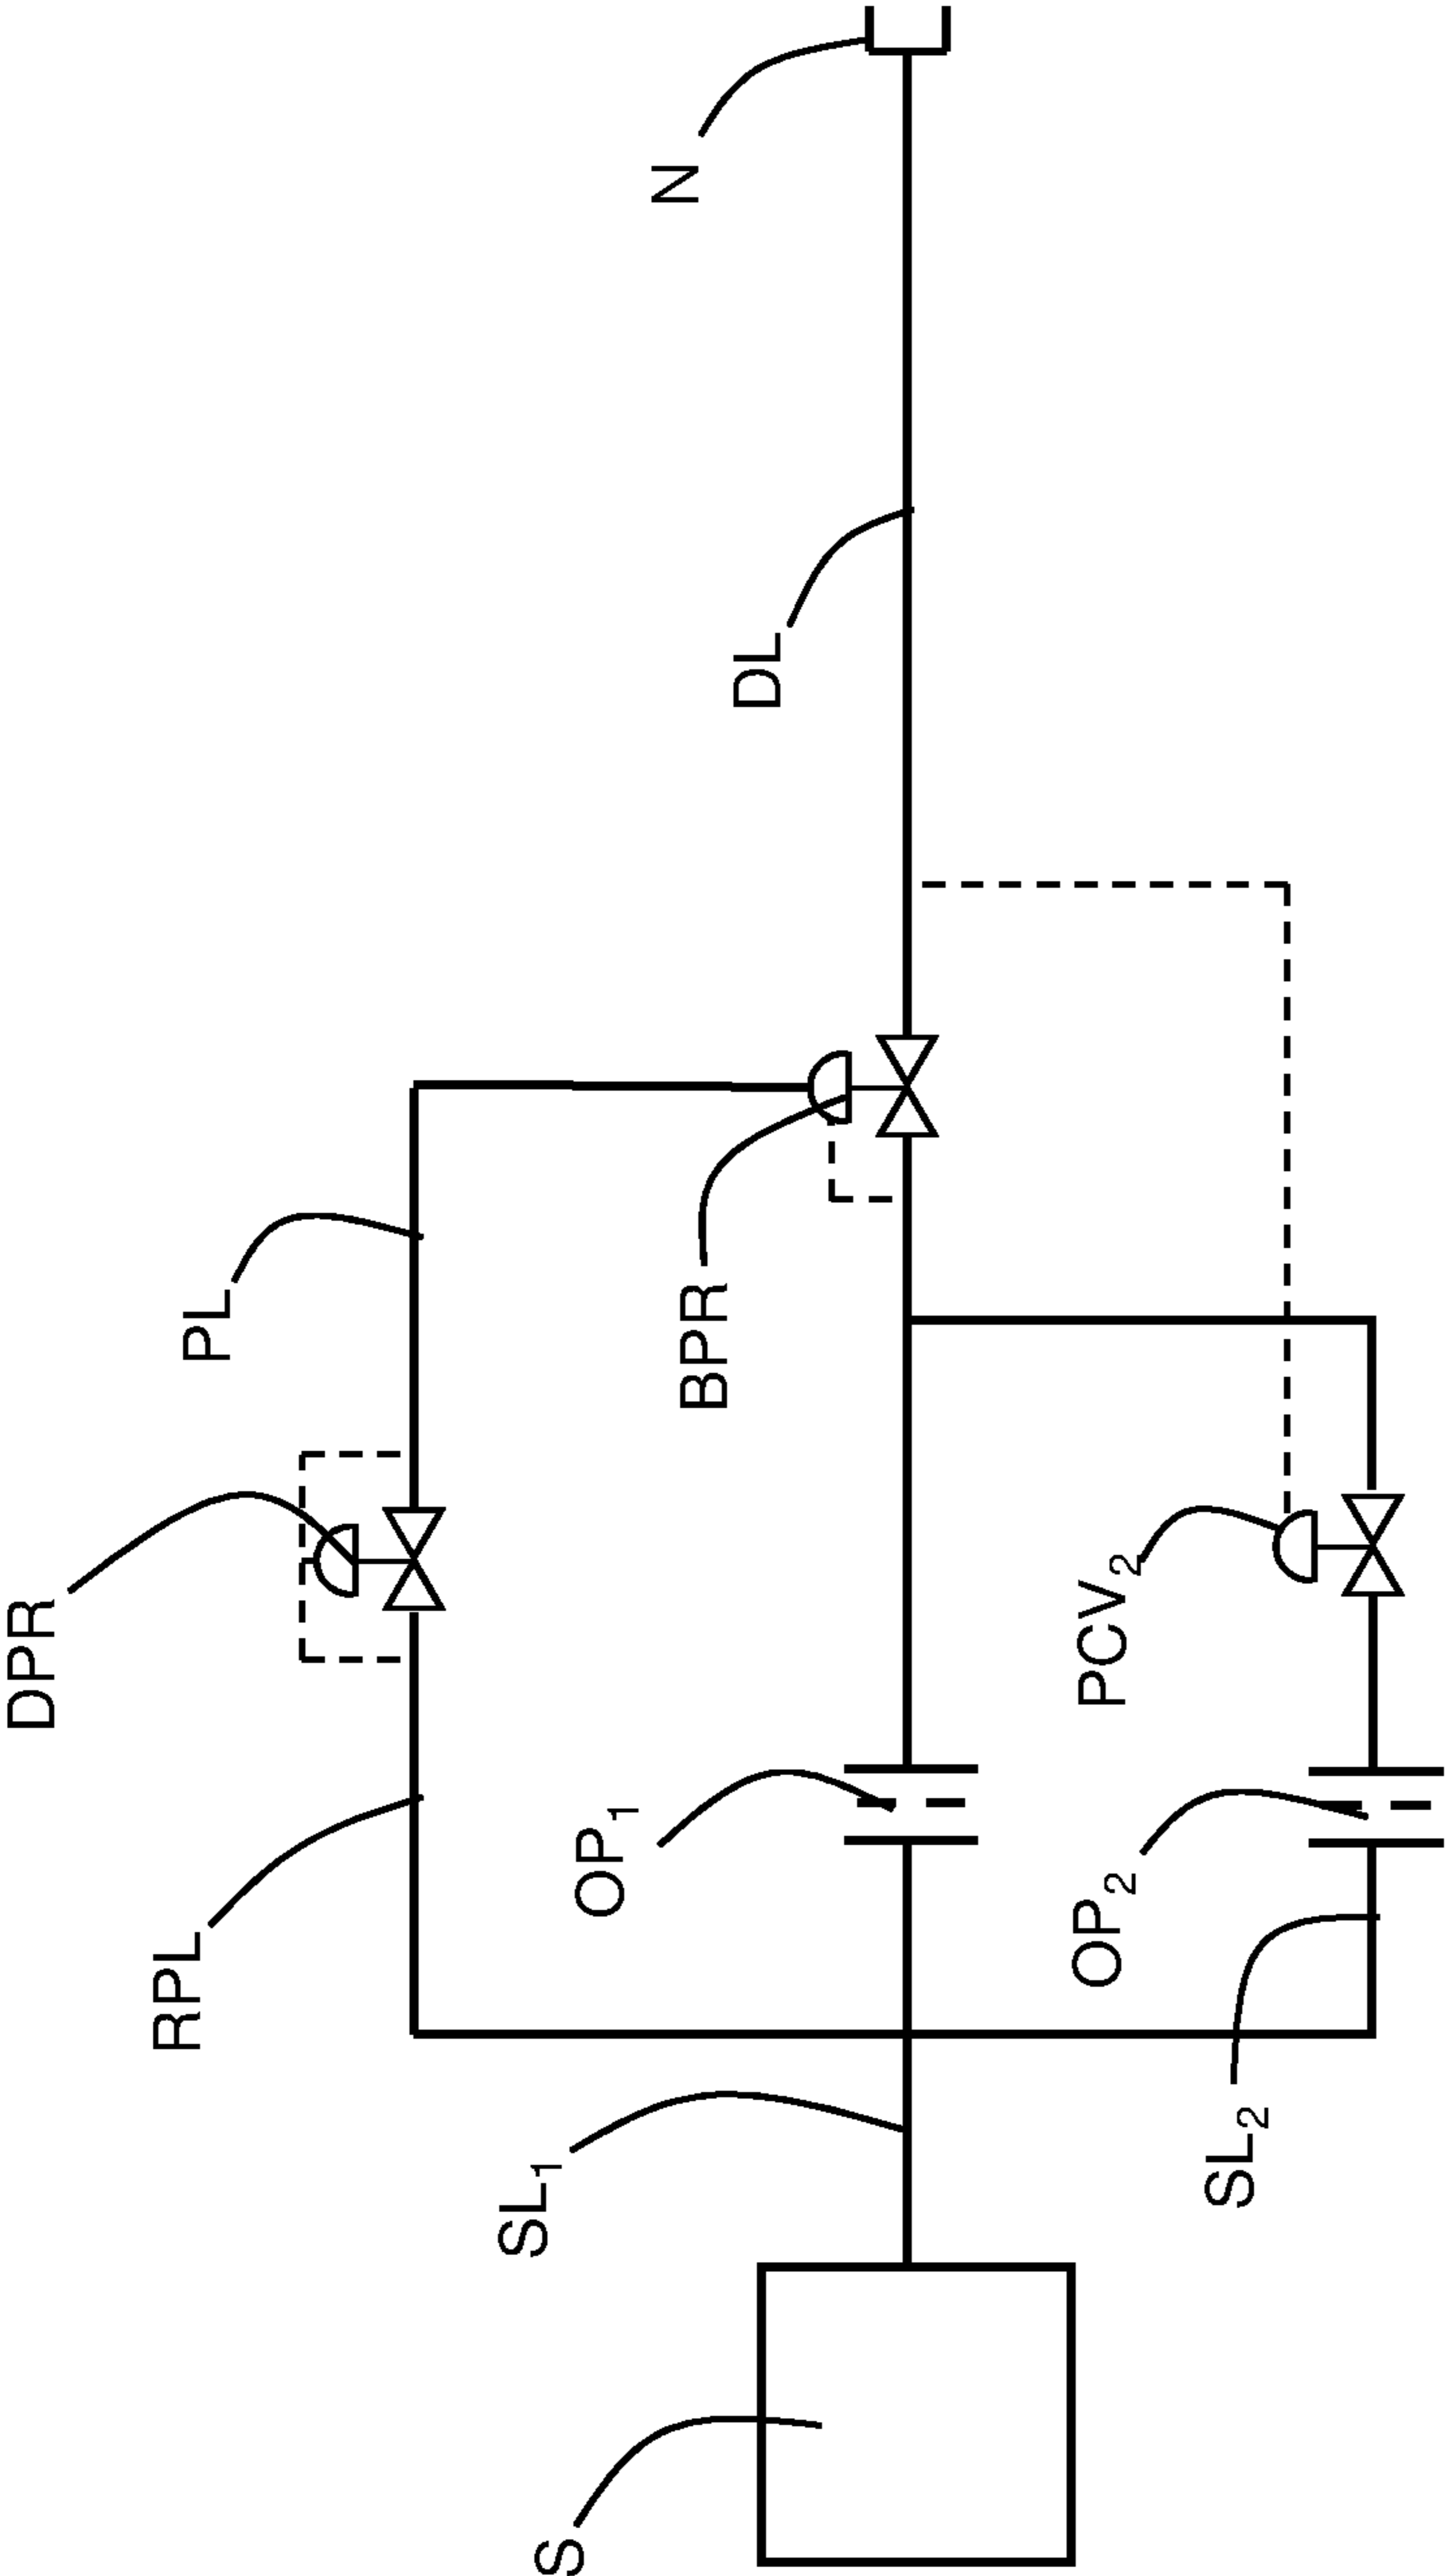 DPR
RPL
PL
S
SL₁
OP₁
BPR
DL
N
SL₂
OP₂
PCV₂